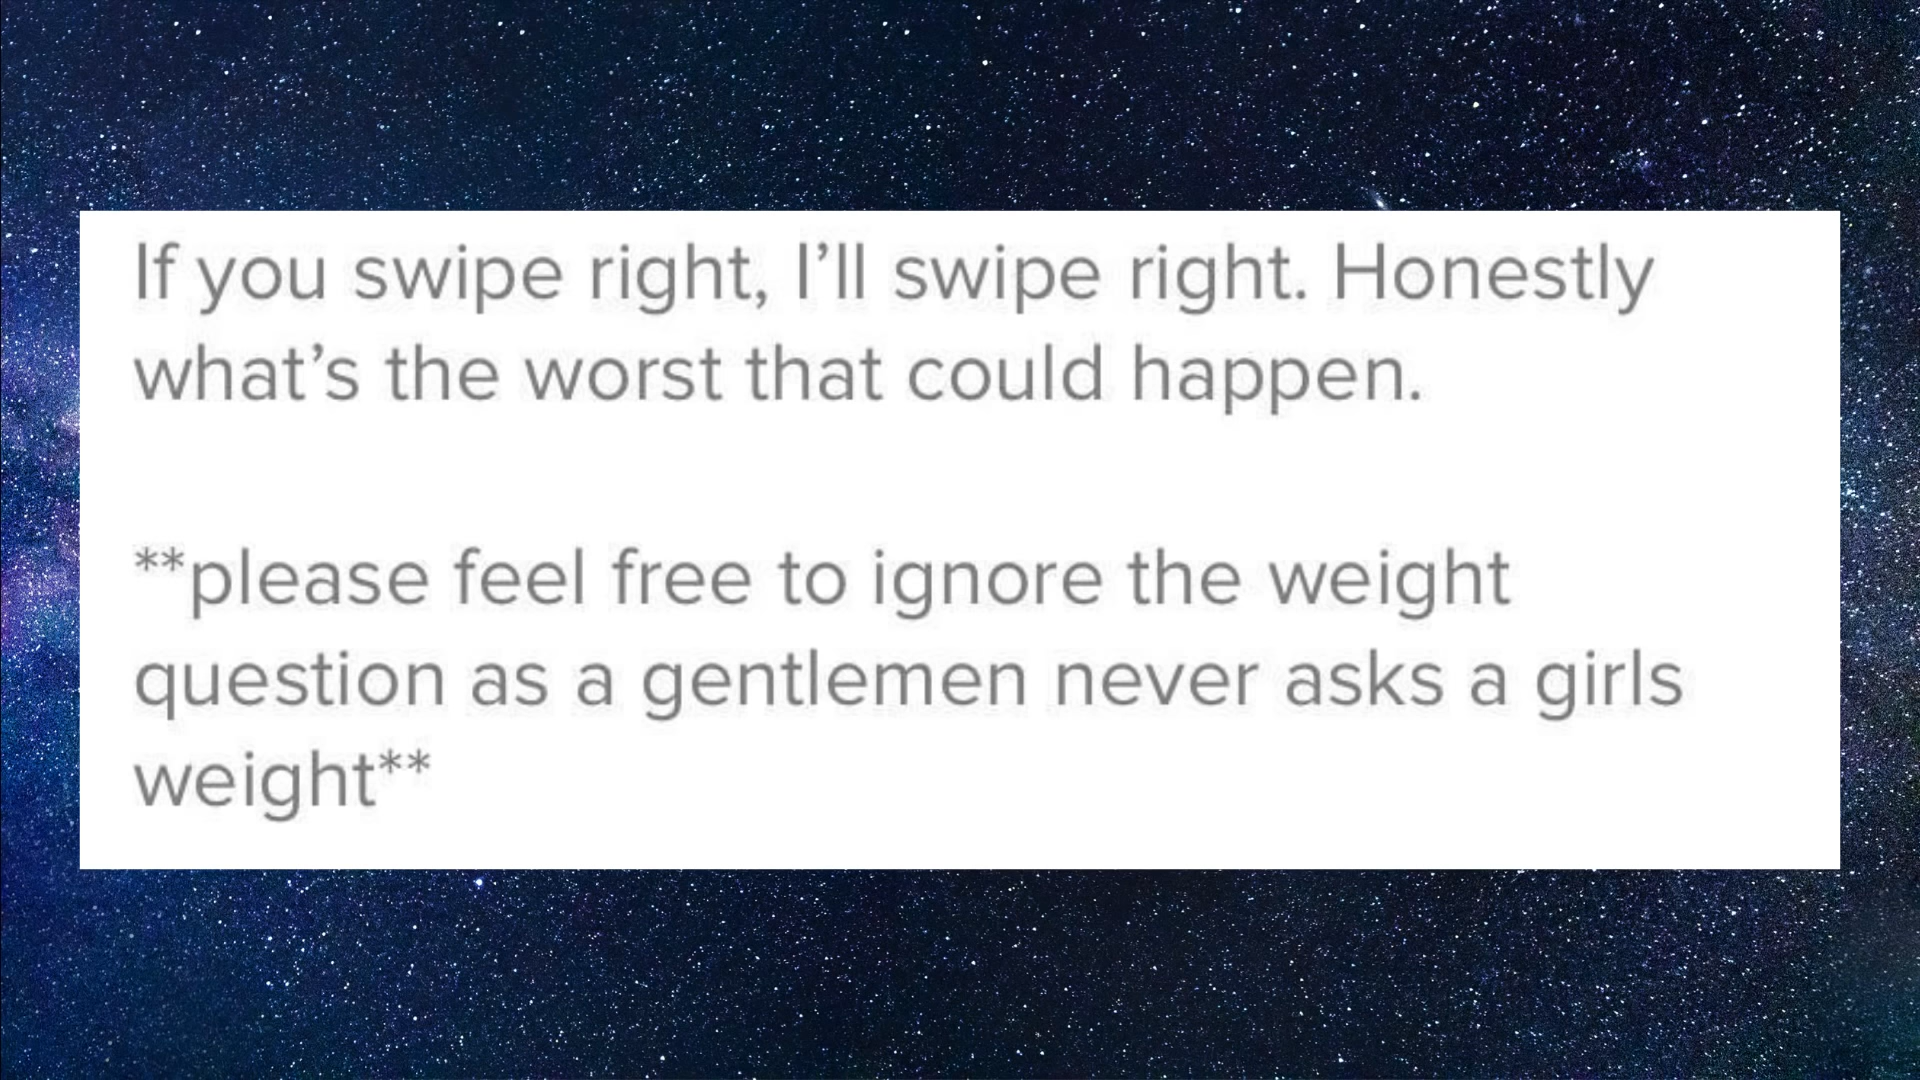 If you swipe right, I’ll swipe right. Honestly
what’s the worst that could happen.
**please feel free to ignore the weight
question as a gentlemen never asks a girls
weight**